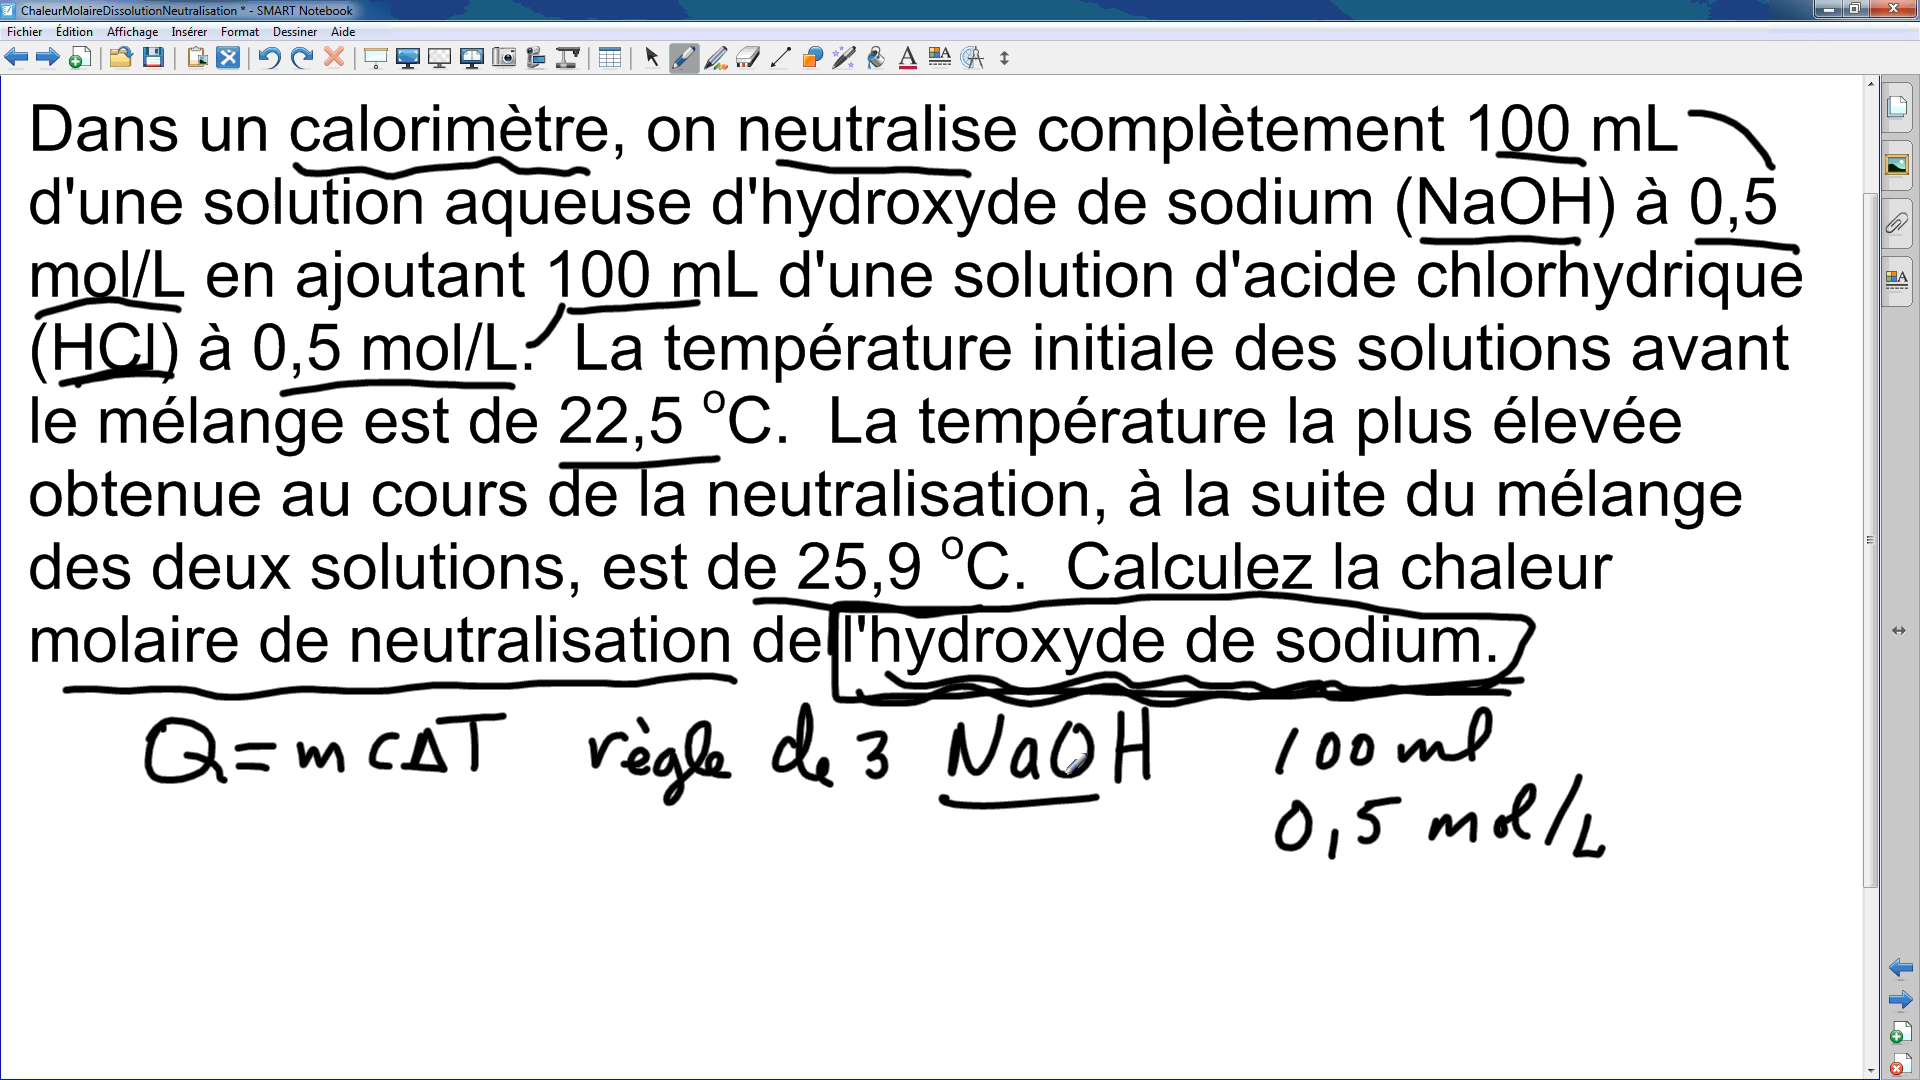 ChaleurMolaireDissolutionNeutralisation * - SMART Notebook
Fichier Édition Affichage Insérer Format Dessiner Aide
Dans un calorimètre, on neutralise complètement 100 mL
d'une solution aqueuse d'hydroxyde de sodium (NaOH) à 0,5
mol/L en ajoutant 100 mL d'une solution d'acide chlorhydrique
(HCl) à 0,5 mol/L. La température initiale des solutions avant
le mélange est de 22,5 °C. La température la plus élevée
obtenue au cours de la neutralisation, à la suite du mélange
des deux solutions, est de 25,9 °C. Calculez la chaleur
molaire de neutralisation de l'hydroxyde de sodium.
Q = mcΔT règle de 3 NaOH 100 ml
0,5 mol/L